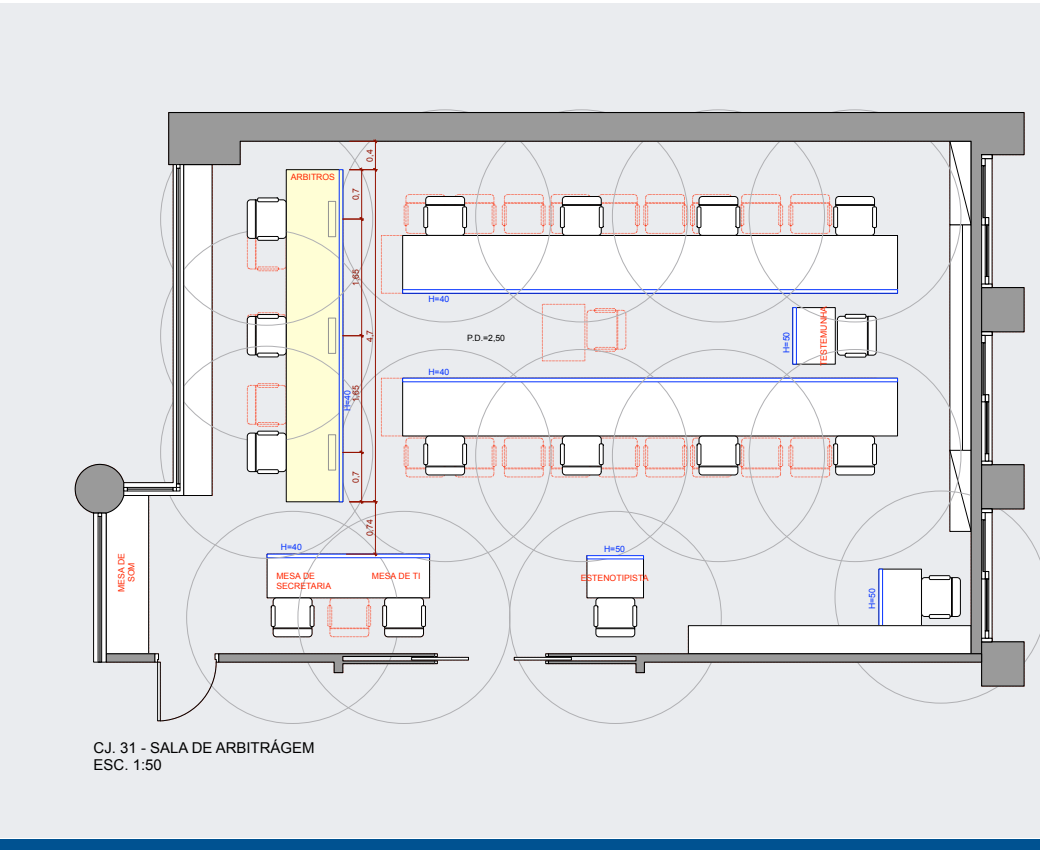 0,4
ARBITROS
0,7
1,65
H=40
4,7
P.D.=2,50
H=50
TESTEMUNHA
H=40
1,65
H=40
0,7
0,74
H=40
H=50
MESA DE
SOM
MESA DE
SECRETARIA
MESA DE TI
ESTENOTIPISTA
H=50
CJ. 31 - SALA DE ARBITRÁGEM
ESC. 1:50